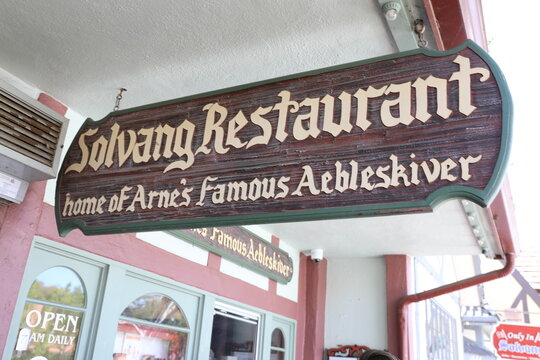 Solvang Restaurant
home of Arne's Famous Aebleskiver
Famous Aebleskiver
OPEN
AM DAILY
Only In